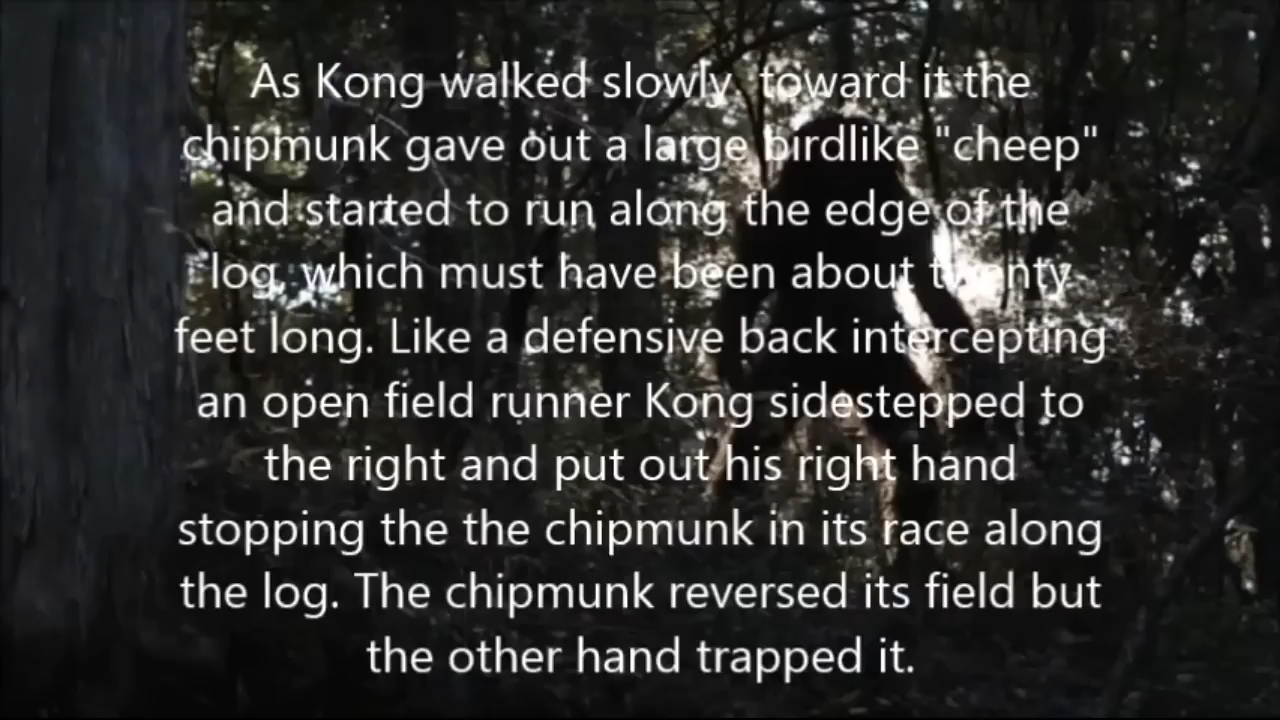 As Kong walked slowly, toward it the
chipmunk gave out a large birdlike "cheep"
and started to run along the edge of the
log, which must have been about twenty
feet long. Like a defensive back intercepting
an open field runner Kong sidestepped to
the right and put out his right hand
stopping the the chipmunk in its race along
the log. The chipmunk reversed its field but
the other hand trapped it.